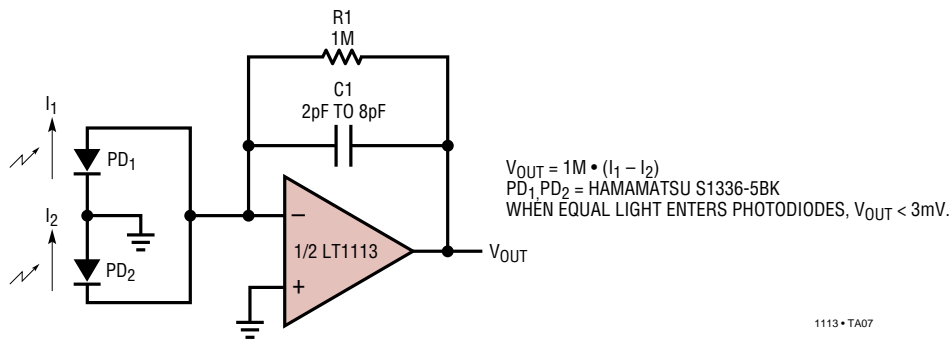 R1
1M
C1
2pF TO 8pF
I1
PD1
I2
PD2
–
1/2 LT1113
+
VOUT
VOUT = 1M • (I1 – I2)
PD1,PD2 = HAMAMATSU S1336-5BK
WHEN EQUAL LIGHT ENTERS PHOTODIODES, VOUT < 3mV.
1113 • TA07